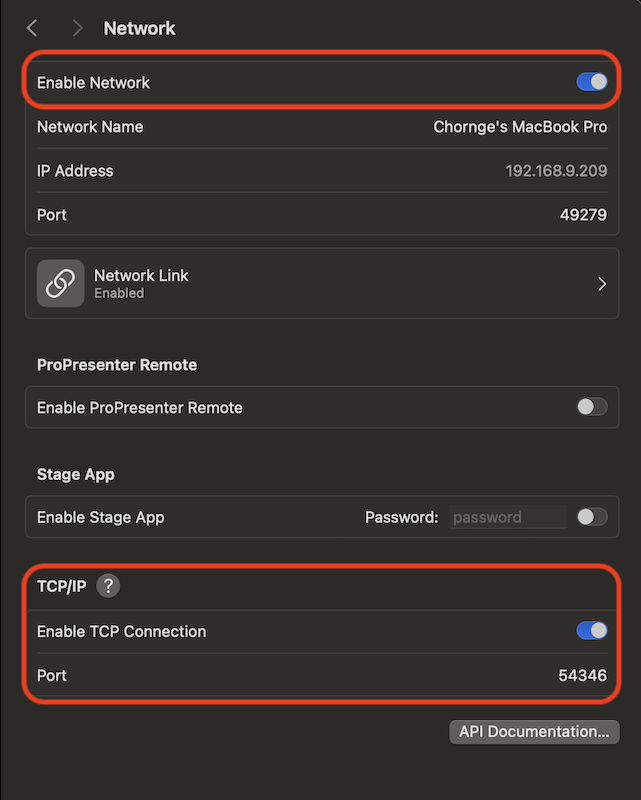 Network
Enable Network
Network Name Chornge's MacBook Pro
IP Address 192.168.9.209
Port 49279
Network Link
Enabled
ProPresenter Remote
Enable ProPresenter Remote
Stage App
Enable Stage App Password: password
TCP/IP ?
Enable TCP Connection
Port 54346
API Documentation...